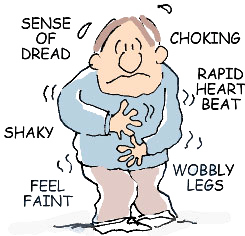 SENSE
OF
DREAD
CHOKING
RAPID
HEART
BEAT
SHAKY
FEEL
FAINT
WOBBLY
LEGS